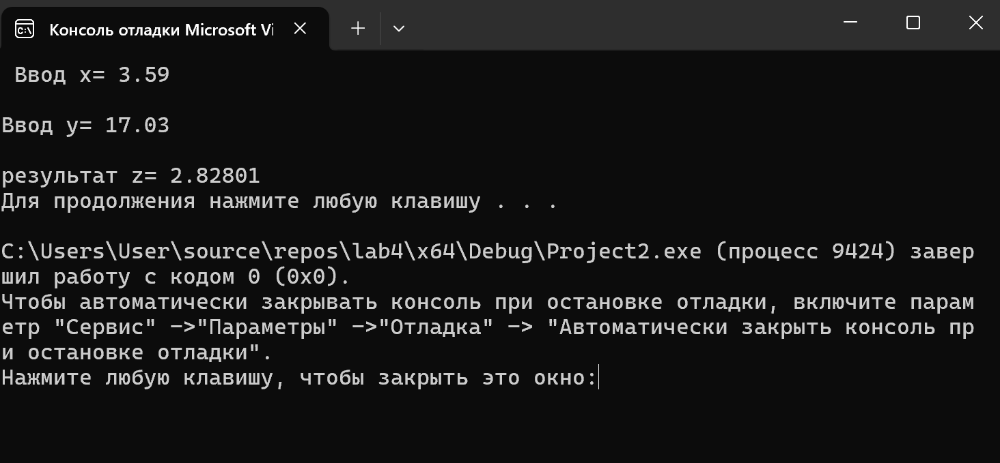 Консоль отладки Microsoft Vi
Ввод x= 3.59
Ввод y= 17.03
результат z= 2.82801
Для продолжения нажмите любую клавишу . . .
C:\Users\User\source\repos\lab4\x64\Debug\Project2.exe (процесс 9424) завер
шил работу с кодом 0 (0x0).
Чтобы автоматически закрывать консоль при остановке отладки, включите парам
етр "Сервис" ->"Параметры" ->"Отладка" -> "Автоматически закрыть консоль пр
и остановке отладки".
Нажмите любую клавишу, чтобы закрыть это окно: